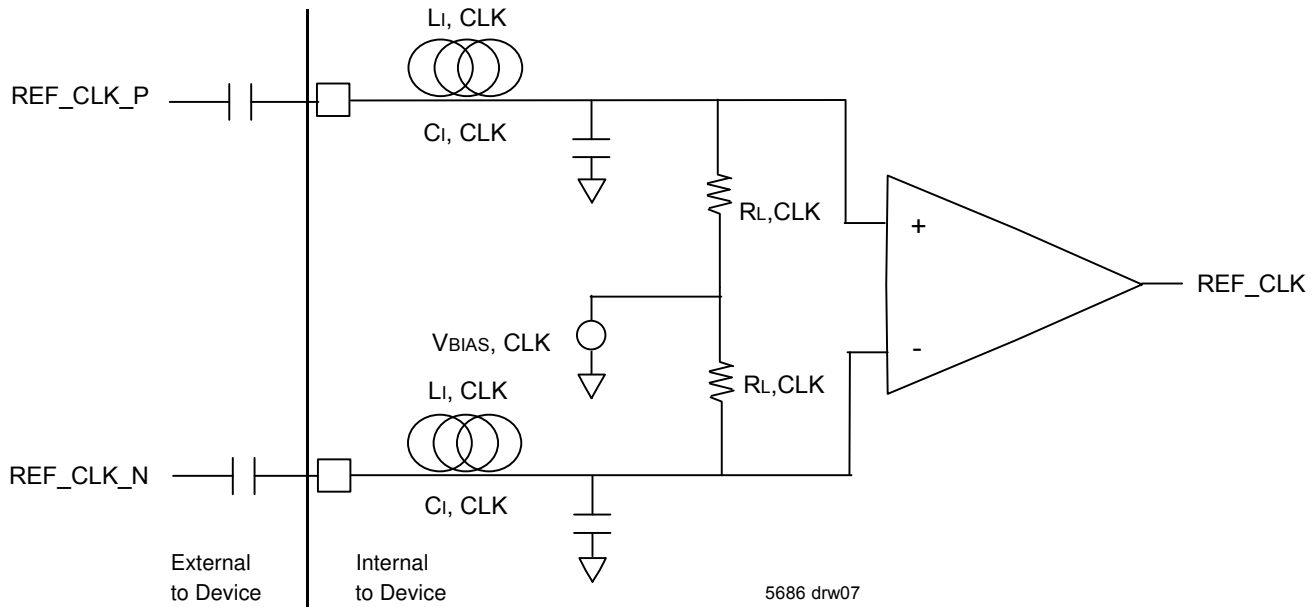 LI, CLK
REF_CLK_P
CI, CLK
RL,CLK
+
REF_CLK
VBIAS, CLK
-
RL,CLK
LI, CLK
REF_CLK_N
CI, CLK
External
to Device
Internal
to Device
5686 drw07